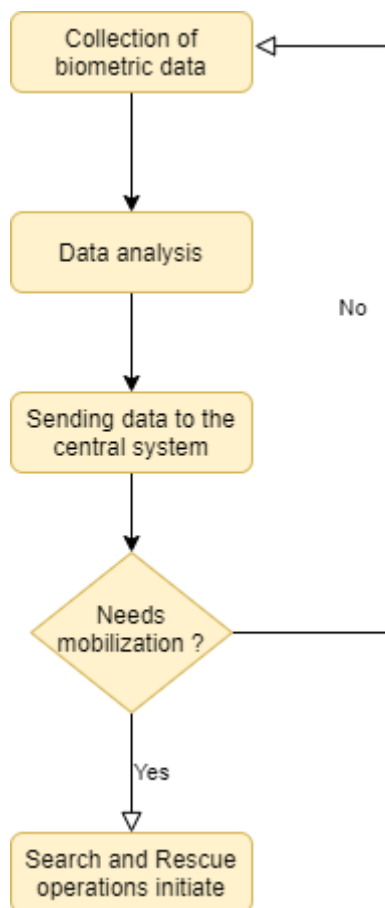 Collection of
biometric data
Data analysis
No
Sending data to the
central system
Needs
mobilization ?
Yes
Search and Rescue
operations initiate